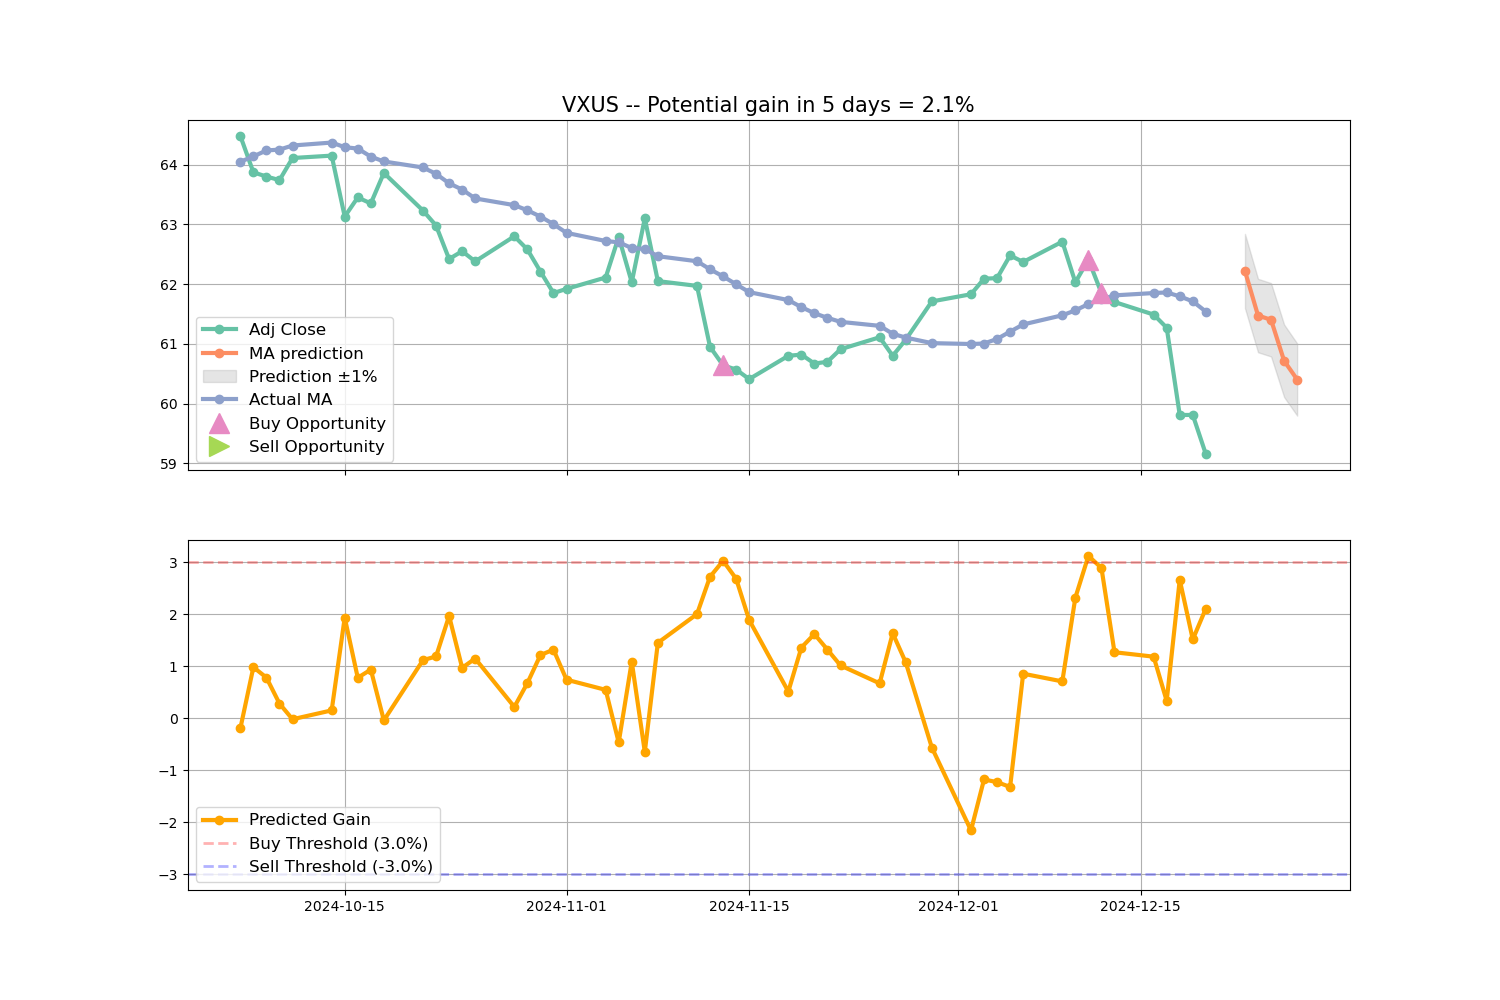 VXUS -- Potential gain in 5 days = 2.1%
64
63
62
61
60
59
Adj Close
MA prediction
Prediction ±1%
Actual MA
Buy Opportunity
Sell Opportunity
3
2
1
0
−1
−2
−3
Predicted Gain
Buy Threshold (3.0%)
Sell Threshold (-3.0%)
2024-10-15 2024-11-01 2024-11-15 2024-12-01 2024-12-15